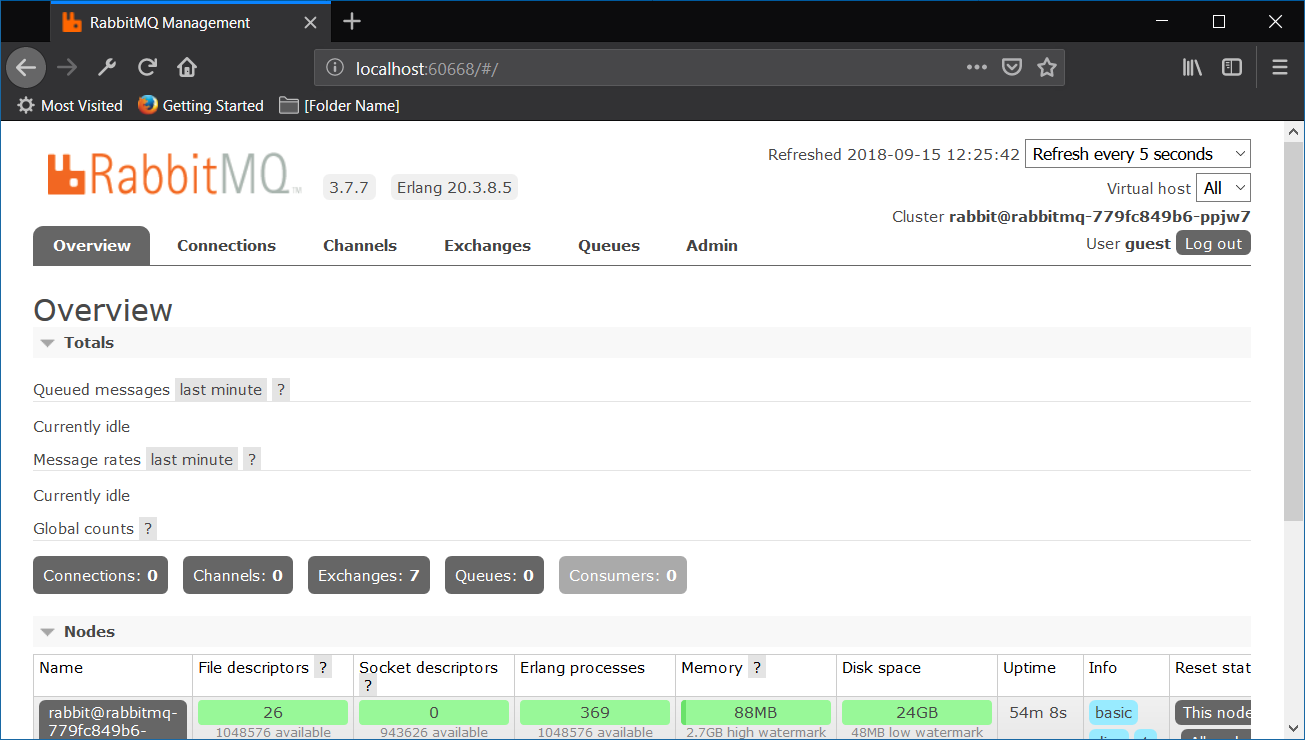 RabbitMQ Management
localhost:60668/#/
Most Visited Getting Started [Folder Name]
RabbitMQ™ 3.7.7 Erlang 20.3.8.5
Refreshed 2018-09-15 12:25:42 Refresh every 5 seconds
Virtual host All
Cluster rabbit@rabbitmq-779fc849b6-ppjw7
User guest Log out
Overview Connections Channels Exchanges Queues Admin
Overview
Totals
Queued messages last minute ?
Currently idle
Message rates last minute ?
Currently idle
Global counts ?
Connections: 0 Channels: 0 Exchanges: 7 Queues: 0 Consumers: 0
Nodes
Name File descriptors ? Socket descriptors ? Erlang processes Memory ? Disk space Uptime Info Reset stat
rabbit@rabbitmq- 26 0 369 88MB 24GB 54m 8s basic This node
779fc849b6- 1048576 available 943626 available 1048576 available 2.7GB high watermark 48MB low watermark